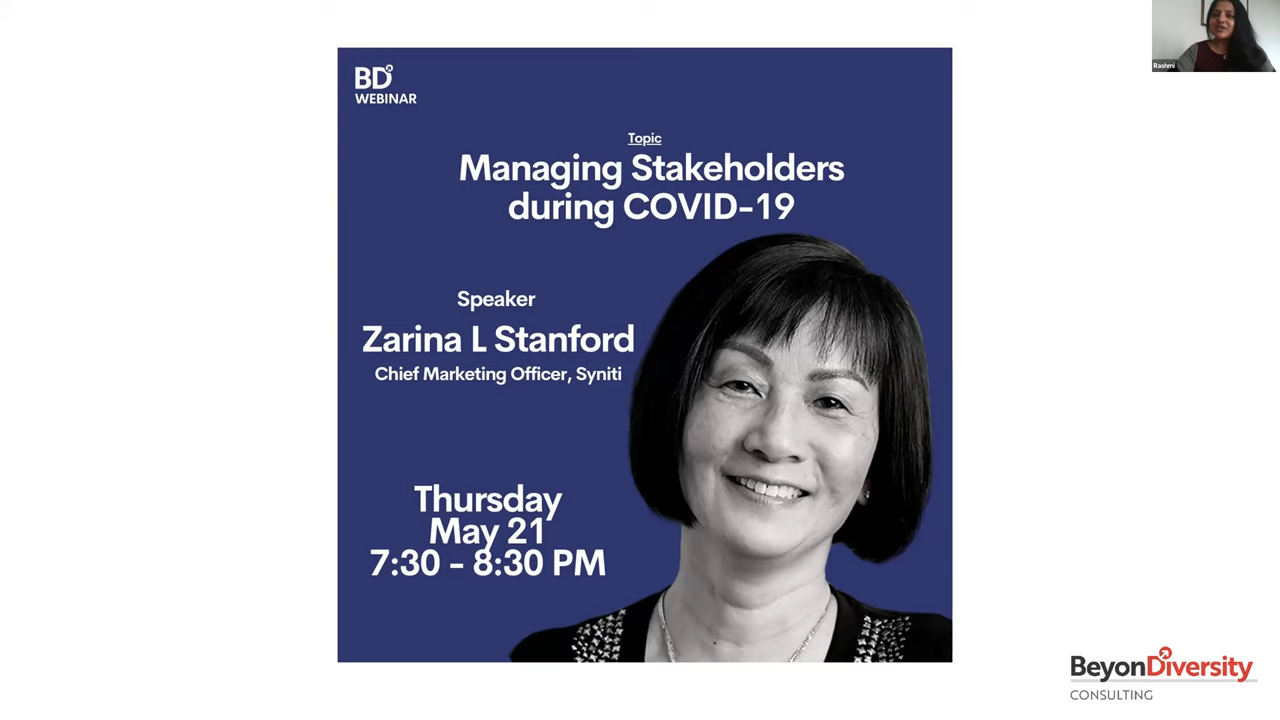 BD
WEBINAR
Topic
Managing Stakeholders
during COVID-19
Speaker
Zarina L Stanford
Chief Marketing Officer, Syniti
Thursday
May 21
7:30 - 8:30 PM
Rashmi
BeyonDiversity
CONSULTING